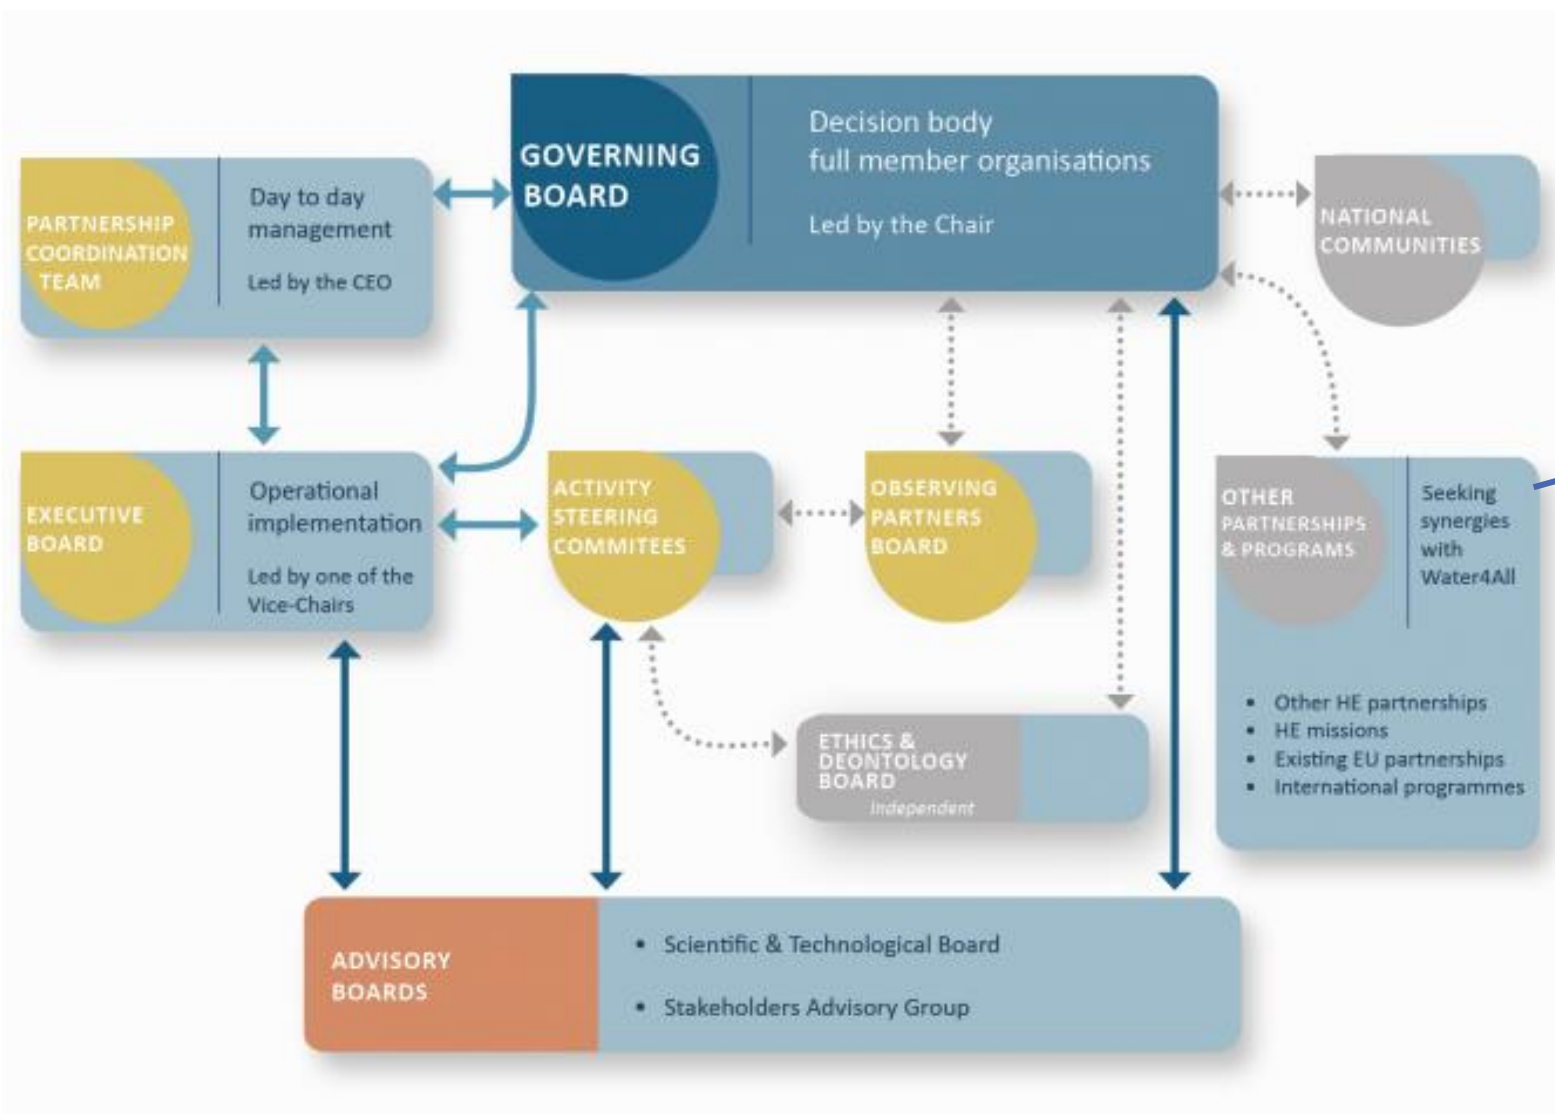 GOVERNING
BOARD
Decision body
full member organisations
Led by the Chair
PARTNERSHIP
COORDINATION
TEAM
Day to day
management
Led by the CEO
NATIONAL
COMMUNITIES
EXECUTIVE
BOARD
Operational
implementation
Led by one of the
Vice-Chairs
ACTIVITY
STEERING
COMMITEES
OBSERVING
PARTNERS
BOARD
OTHER
PARTNERSHIPS
& PROGRAMS
Seeking
synergies
with
Water4All
• Other HE partnerships
• HE missions
• Existing EU partnerships
• International programmes
ETHICS &
DEONTOLOGY
BOARD
Independent
ADVISORY
BOARDS
• Scientific & Technological Board
• Stakeholders Advisory Group